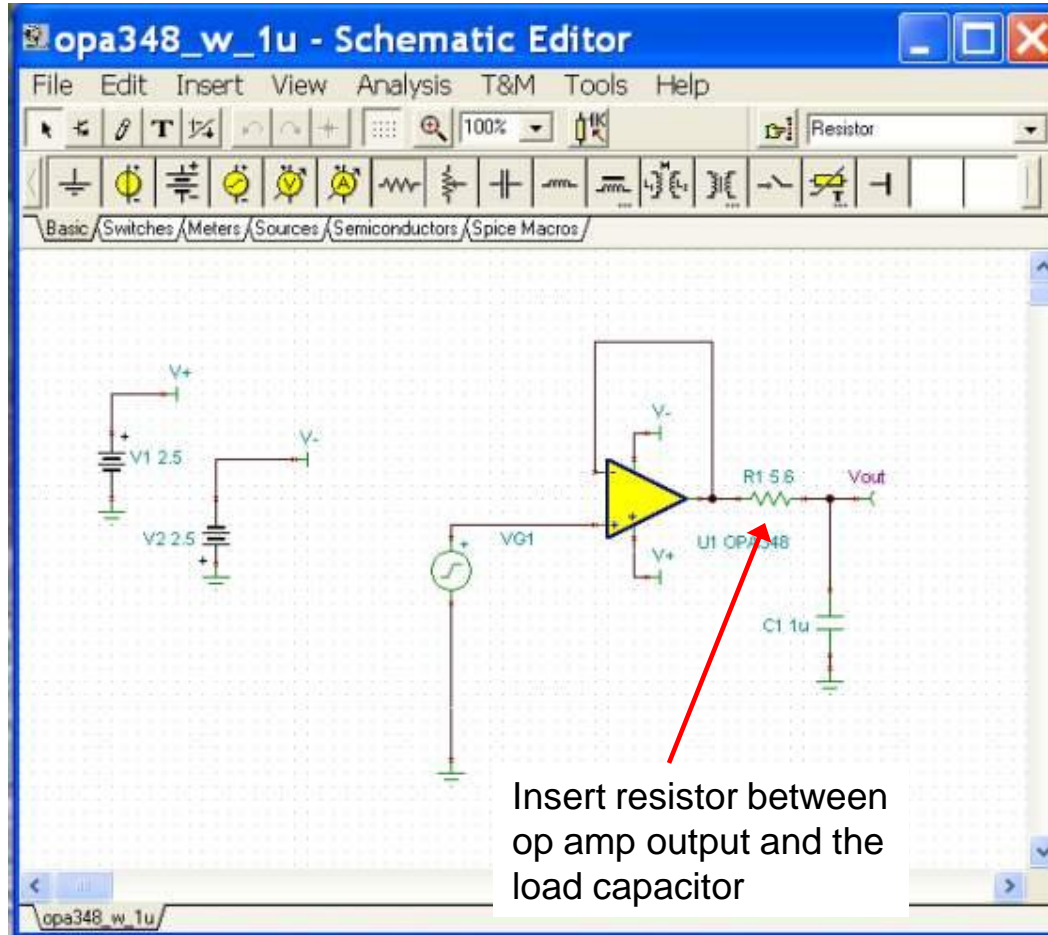 opa348_w_1u - Schematic Editor
File Edit Insert View Analysis T&M Tools Help
T 100% Resistor
Basic Switches Meters Sources Semiconductors Spice Macros
V+
V1 2.5
V-
V2 2.5
VG1
V-
V+
U1 OPA348
R1 5.6
Vout
C1 1u
Insert resistor between
op amp output and the
load capacitor
opa348_w_1u